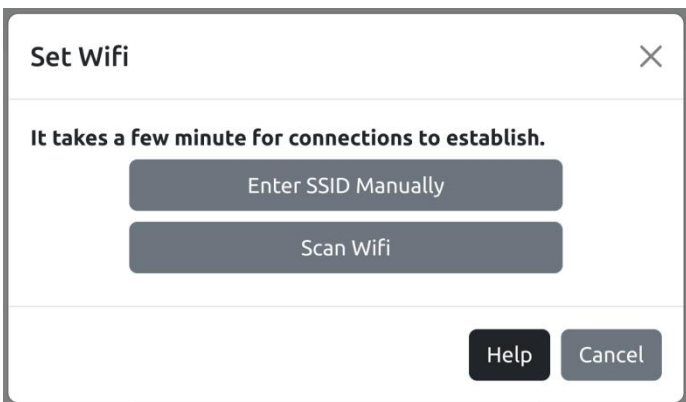 Set Wifi
It takes a few minute for connections to establish.
Enter SSID Manually
Scan Wifi
Help Cancel